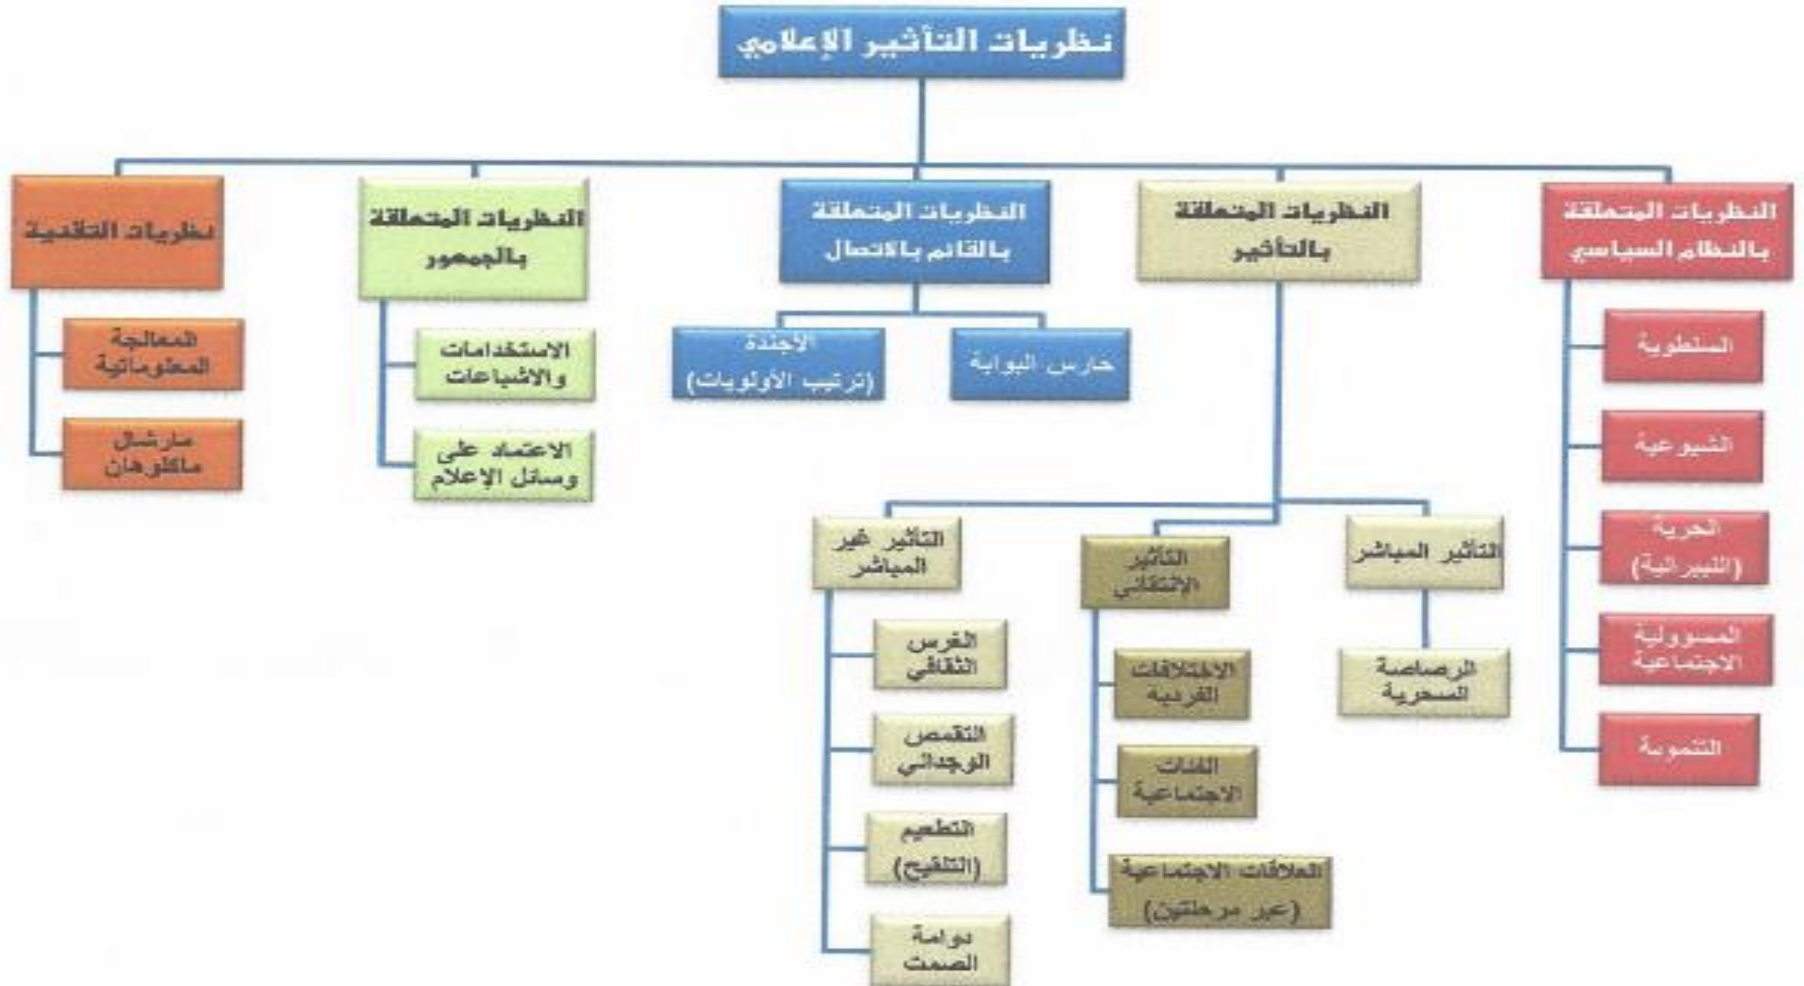 نظريات التأثير الإعلامي
النظريات المتعلقة
بالنظام السياسي
السلطوية
الشيوعية
الحرية
(الليبرالية)
المسوولية
الاجتماعية
التنموية
النظريات المتعلقة
بالتأثير
التأثير المباشر
الرصاصة
السحرية
التأثير
الإنتقائي
الاختلافات
الفردية
الفئات
الاجتماعية
العلاقات الاجتماعية
(عبر مرحلتين)
التأثير غير
المباشر
الغرس
الثقافي
التقمص
الوجداني
التطعيم
(التلقيح)
دوامة
الصمت
النظريات المتعلقة
بالقائم بالاتصال
حارس البوابة
الأجندة
(ترتيب الأولويات)
النظريات المتعلقة
بالجمهور
الاستخدامات
والاشباعات
الاعتماد على
وسائل الإعلام
نظريات التقنية
المعالجة
المعلوماتية
مارشال
ماكلوهان